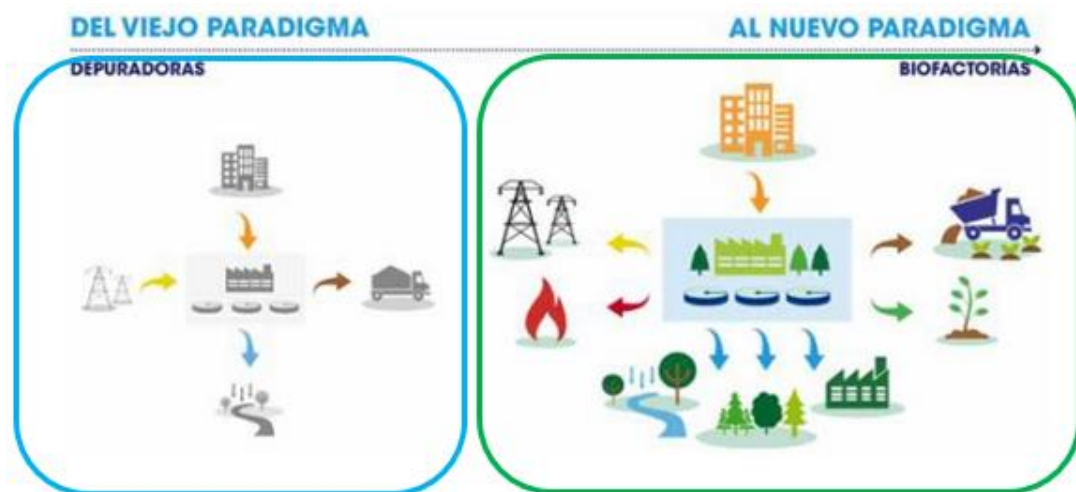 DEL VIEJO PARADIGMA
AL NUEVO PARADIGMA
DEPURADORAS
BIOFACTORÍAS